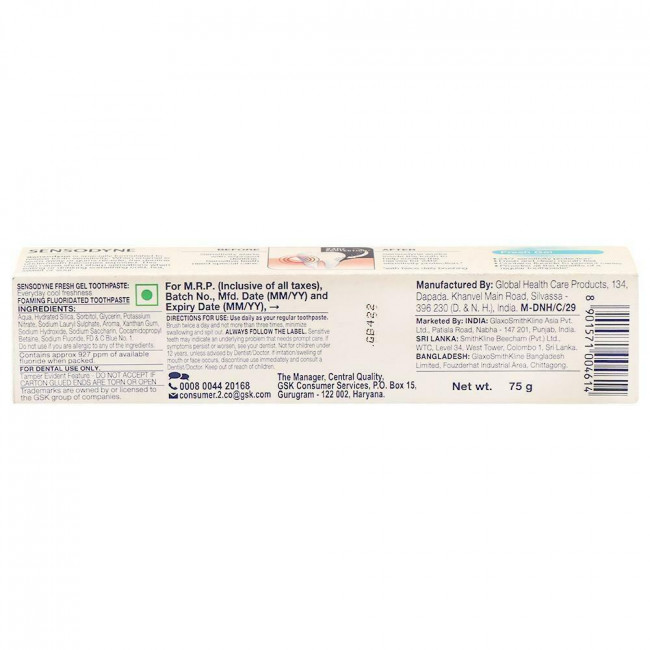 SENSODYNE
BEFORE
AFTER
SENSODYNE FRESH GEL TOOTHPASTE:
Everyday cool freshness
FOAMING FLUORIDATED TOOTHPASTE
INGREDIENTS:
Aqua, Hydrated Silica, Sorbitol, Glycerin, Potassium
Nitrate, Sodium Lauryl Sulphate, Aroma, Xanthan Gum,
Sodium Hydroxide, Sodium Saccharin, Cocamidopropyl
Betaine, Sodium Fluoride, FD & C Blue No. 1.
Do not use if you are allergic to any of the ingredients.
Contains approx 927 ppm of available
fluoride when packed.
FOR DENTAL USE ONLY
Tamper Evident Feature - DO NOT ACCEPT IF
CARTON GLUED ENDS ARE TORN OR OPEN
Trademarks are owned by or licensed to
the GSK group of companies.
For M.R.P. (Inclusive of all taxes),
Batch No., Mfd. Date (MM/YY) and
Expiry Date (MM/YY), →
DIRECTIONS FOR USE: Use daily as your regular toothpaste.
Brush twice a day and not more than three times, minimize
swallowing and spit out. ALWAYS FOLLOW THE LABEL. Sensitive
teeth may indicate an underlying problem that needs prompt care, if
symptoms persist or worsen, see your dentist. Not for children under
12 years, unless advised by Dentist/Doctor. If irritation/swelling of
mouth or face occurs, discontinue use and consult a
Dentist/Doctor. Keep out of reach of children.
0008 0044 20168
consumer.2.co@gsk.com
The Manager, Central Quality,
GSK Consumer Services, P.O. Box 15,
Gurugram - 122 002, Haryana.
Manufactured By: Global Health Care Products, 134,
Dapada, Khanvel Main Road, Silvassa -
396 230 (D. & N. H.), India. M-DNH/C/29
Marketed By: INDIA: GlaxoSmithKline Asia Pvt.
Ltd., Patiala Road, Nabha - 147 201, Punjab, India.
SRI LANKA: SmithKline Beecham (Pvt.) Ltd.,
WTC, Level 34, West Tower, Colombo 1. Sri Lanka.
BANGLADESH: GlaxoSmithKline Bangladesh
Limited, Fouzderhat Industrial Area, Chittagong.
Net wt. 75 g
8 901571 004614